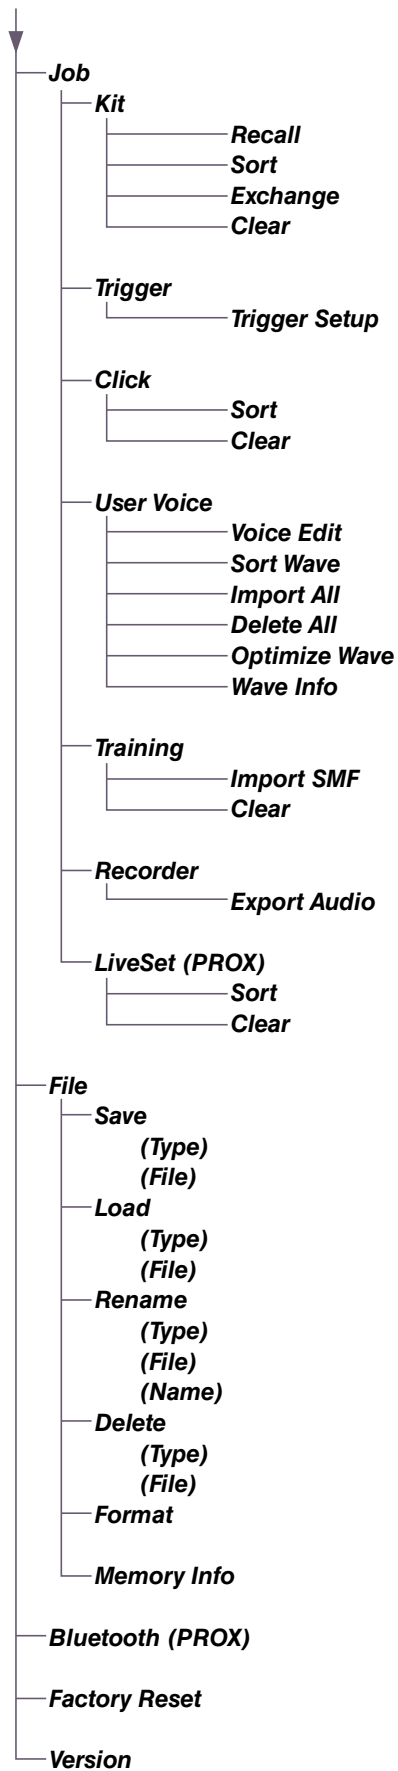 Job
Kit
Recall
Sort
Exchange
Clear
Trigger
Trigger Setup
Click
Sort
Clear
User Voice
Voice Edit
Sort Wave
Import All
Delete All
Optimize Wave
Wave Info
Training
Import SMF
Clear
Recorder
Export Audio
LiveSet (PROX)
Sort
Clear
File
Save
(Type)
(File)
Load
(Type)
(File)
Rename
(Type)
(File)
(Name)
Delete
(Type)
(File)
Format
Memory Info
Bluetooth (PROX)
Factory Reset
Version